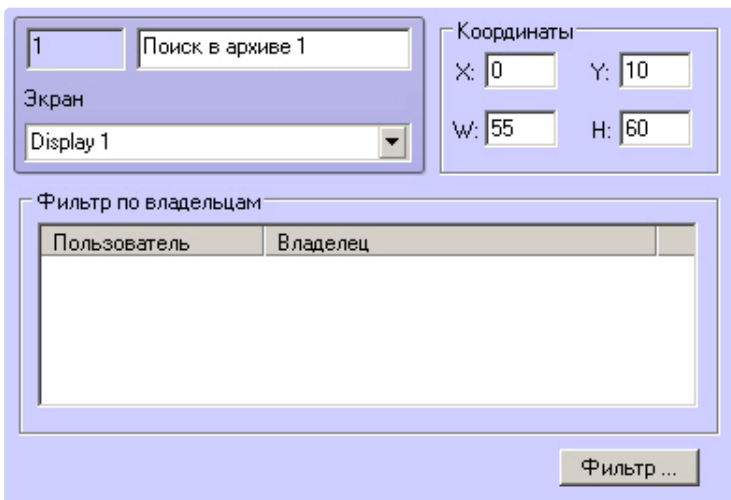 1 Поиск в архиве 1
Экран
Display 1
Координаты
X: 0 Y: 10
W: 55 H: 60
Фильтр по владельцам
Пользователь Владелец
Фильтр ...